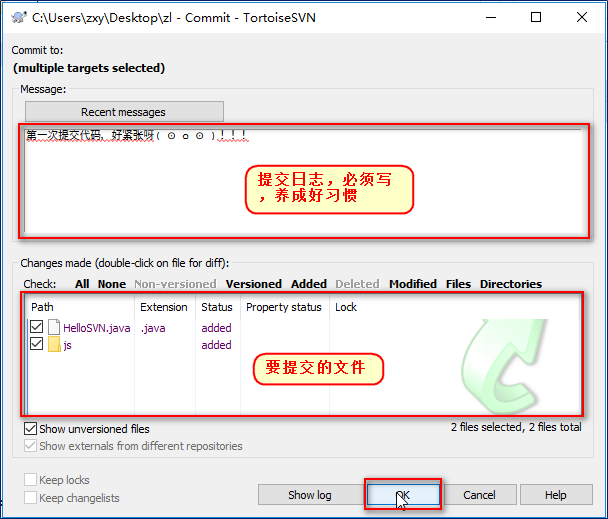 C:\Users\zxy\Desktop\zl - Commit - TortoiseSVN
Commit to:
(multiple targets selected)
Message:
Recent messages
第一次提交代码，好紧张呀( ⊙ o ⊙ )！！！
提交日志，必须写
，养成好习惯
Changes made (double-click on file for diff):
Check: All None Non-versioned Versioned Added Deleted Modified Files Directories
Path Extension Status Property status Lock
HelloSVN.java .java added
js added
要提交的文件
Show unversioned files 2 files selected, 2 files total
Show externals from different repositories
Keep locks
Keep changelists
Show log OK Cancel Help